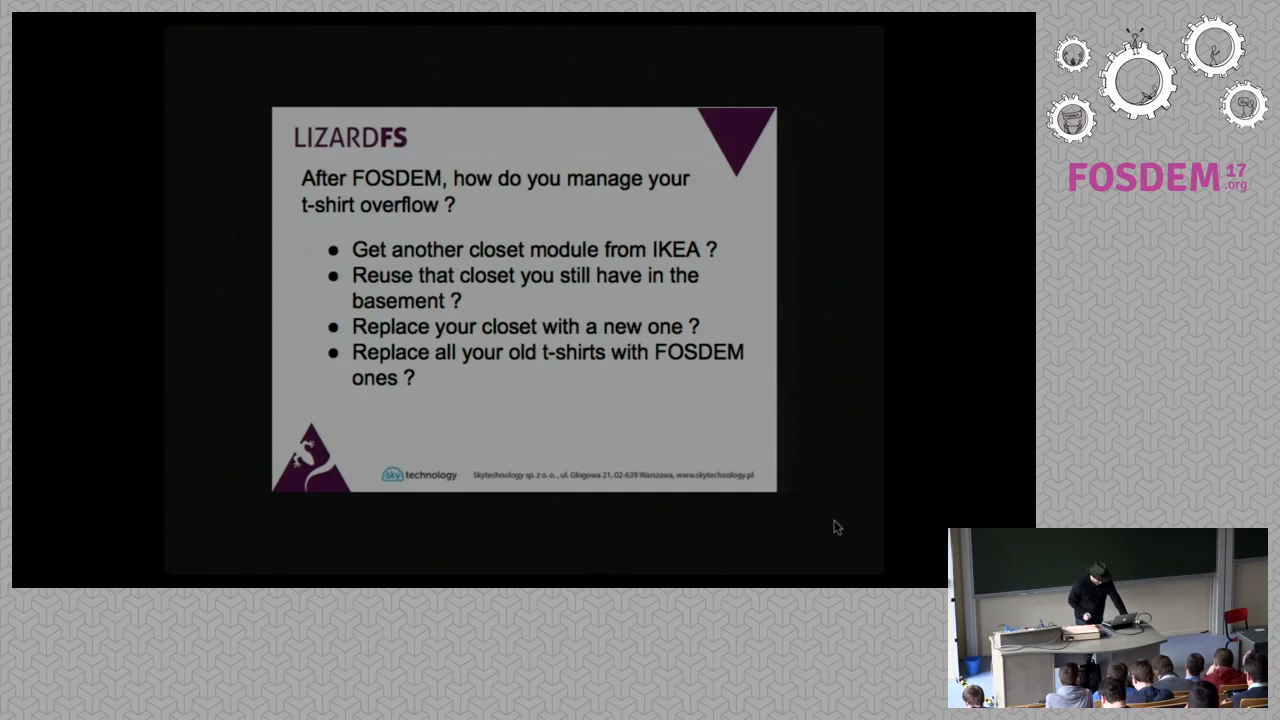 LIZARDFS
After FOSDEM, how do you manage your
t-shirt overflow ?
● Get another closet module from IKEA ?
● Reuse that closet you still have in the
basement ?
● Replace your closet with a new one ?
● Replace all your old t-shirts with FOSDEM
ones ?
sky technology Skytechnology sp. z o. o., ul. Głogowa 21, 02-639 Warszawa, www.skytechnology.pl
FOSDEM 17
.org